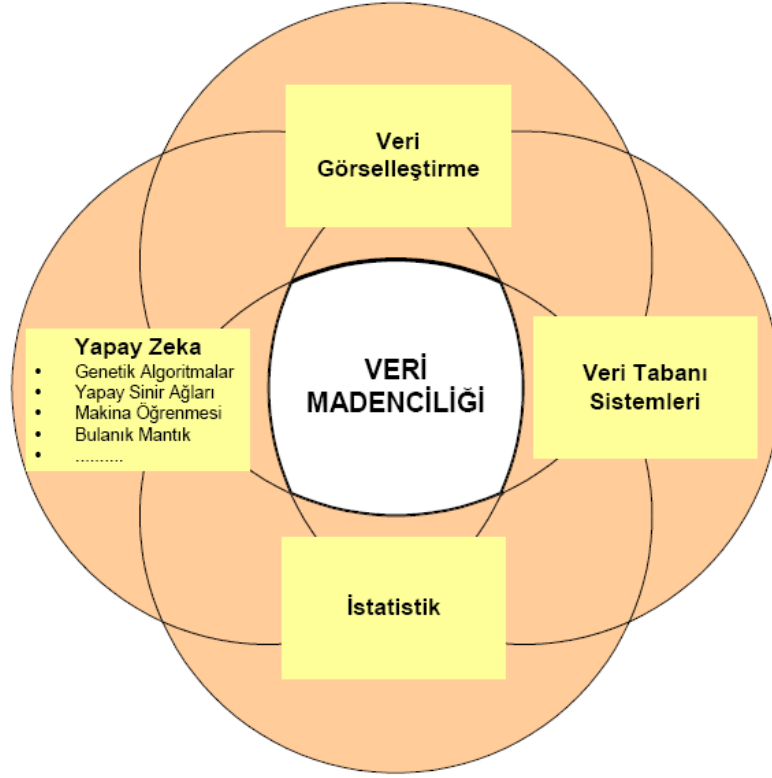 Veri
Görselleştirme
Yapay Zeka
• Genetik Algoritmalar
• Yapay Sinir Ağları
• Makina Öğrenmesi
• Bulanık Mantık
• ..........
VERİ
MADENCİLİĞİ
Veri Tabanı
Sistemleri
İstatistik